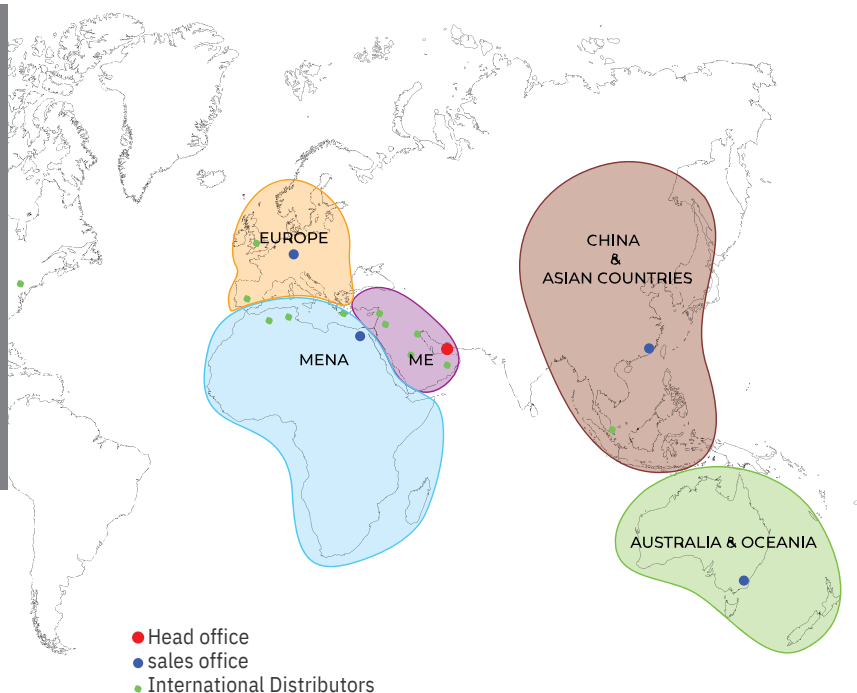 EUROPE
CHINA
&
ASIAN COUNTRIES
MENA
ME
AUSTRALIA & OCEANIA
Head office
sales office
International Distributors